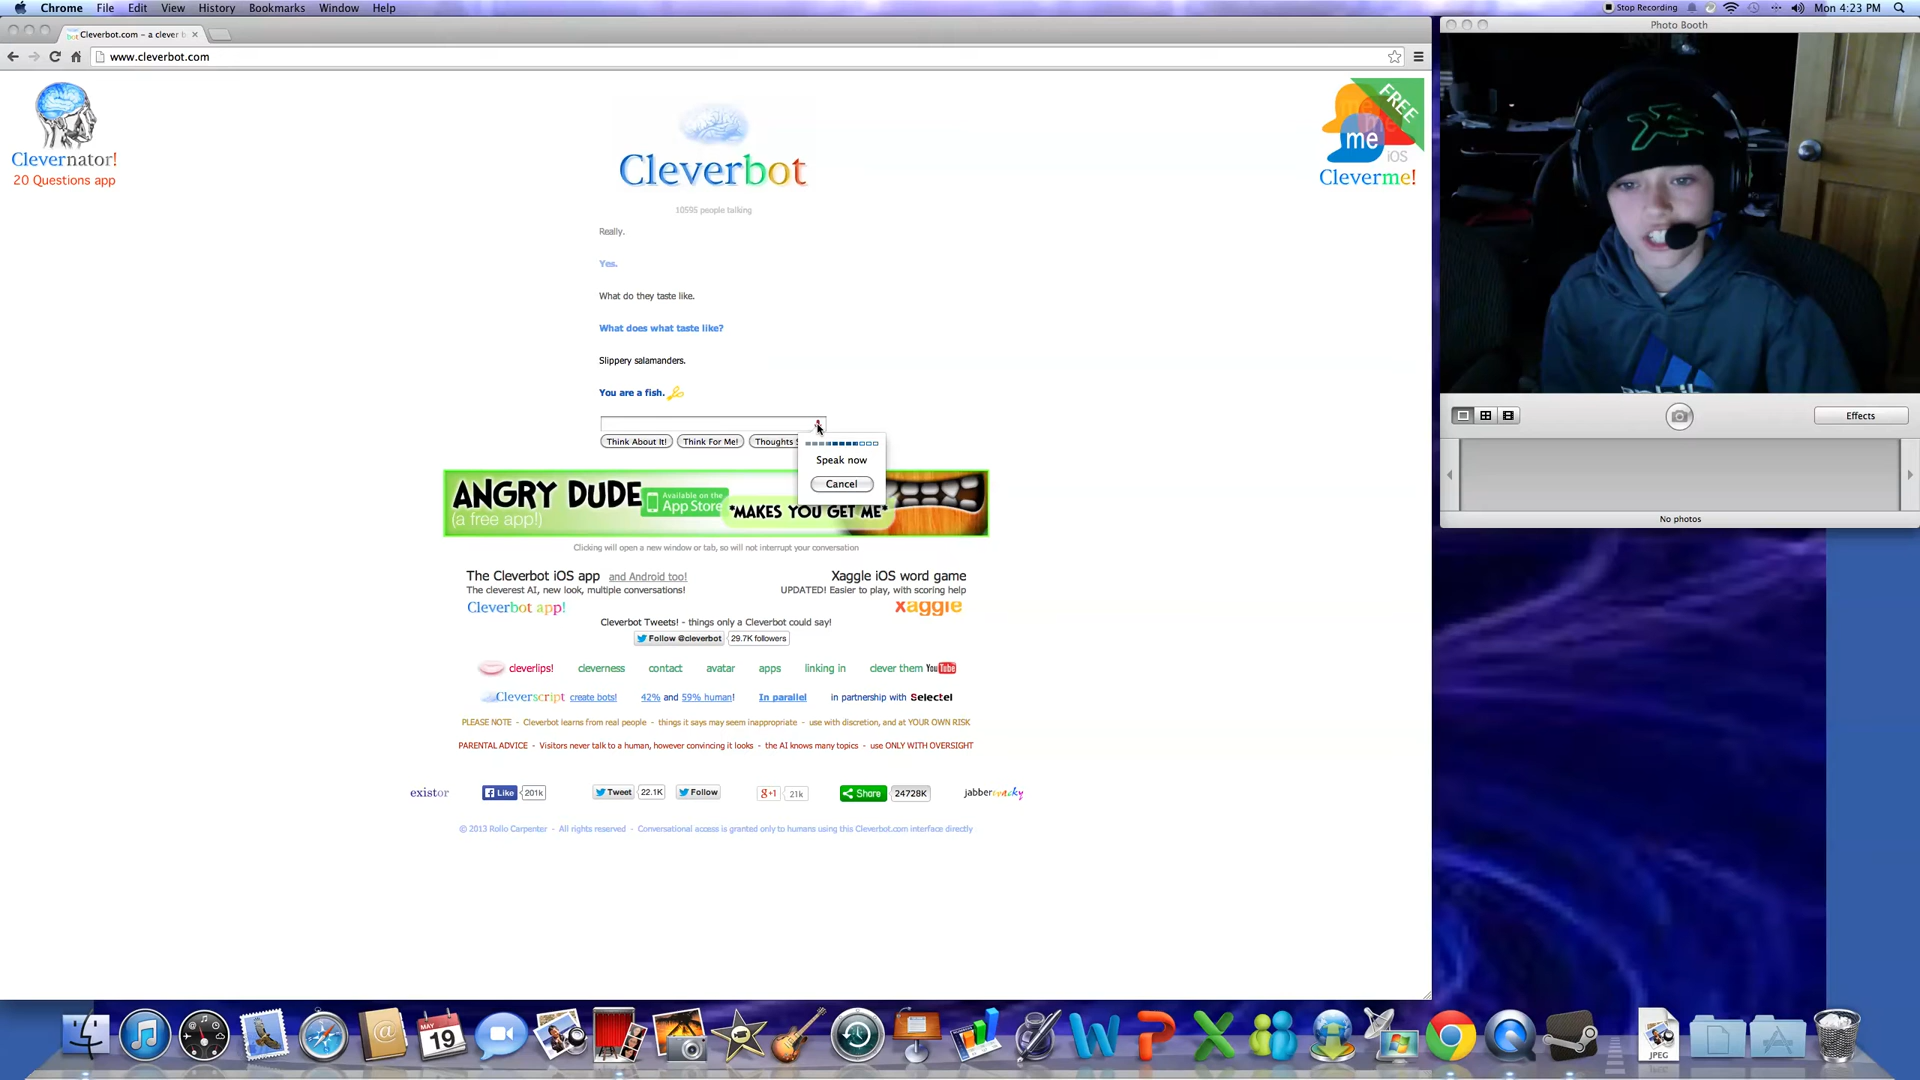 Chrome File Edit View History Bookmarks Window Help
Stop Recording
Mon 4:23 PM
Cleverbot.com – a clever b
Photo Booth
www.cleverbot.com
Clevernator!
20 Questions app
Cleverbot
FREE
me
iOS
Cleverme!
10595 people talking
Really.
Yes.
What do they taste like.
What does what taste like?
Slippery salamanders.
You are a fish.
Think About It! Think For Me! Thoughts
Speak now
Cancel
Effects
No photos
ANGRY DUDE
(a free app!)
Available on the
App Store
*MAKES YOU GET ME*
Clicking will open a new window or tab, so will not interrupt your conversation
The Cleverbot iOS app and Android too!
The cleverest AI, new look, multiple conversations!
Cleverbot app!
Xaggle iOS word game
UPDATED! Easier to play, with scoring help
xaggle
Cleverbot Tweets! - things only a Cleverbot could say!
Follow @cleverbot 29.7K followers
cleverlips! cleverness contact avatar apps linking in clever them YouTube
Cleverscript create bots! 42% and 59% human! In parallel in partnership with Selectel
PLEASE NOTE - Cleverbot learns from real people - things it says may seem inappropriate - use with discretion, and at YOUR OWN RISK
PARENTAL ADVICE - Visitors never talk to a human, however convincing it looks - the AI knows many topics - use ONLY WITH OVERSIGHT
existor Like 201k Tweet 22.1K Follow +1 21k Share 24728K jabberwacky
© 2013 Rollo Carpenter - All rights reserved - Conversational access is granted only to humans using this Cleverbot.com interface directly
MAY
19
JPEG